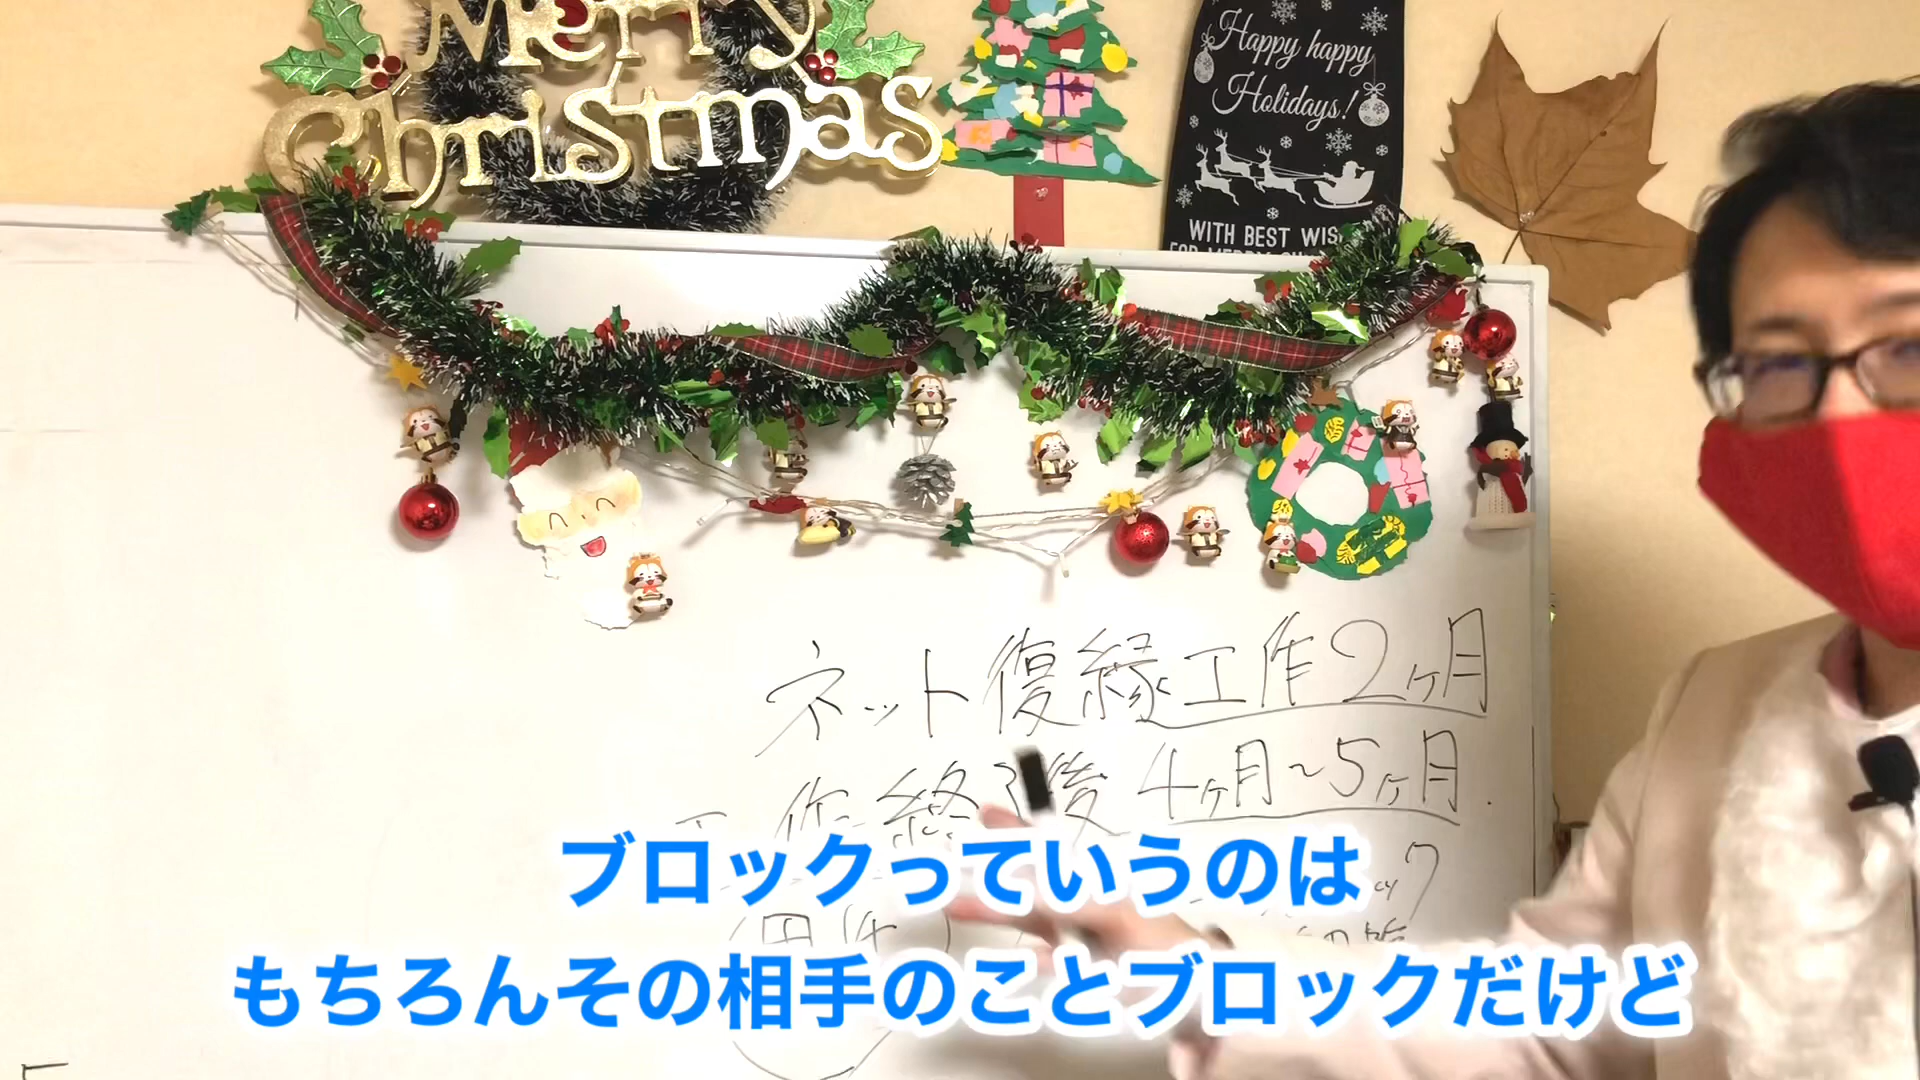 Merry
Christmas
Happy happy
Holidays!
WITH BEST WIS
ネット復縁工作2ヶ月
工作終了後4ヶ月~5ヶ月.
ブロックっていうのは
もちろんその相手のことブロックだけど